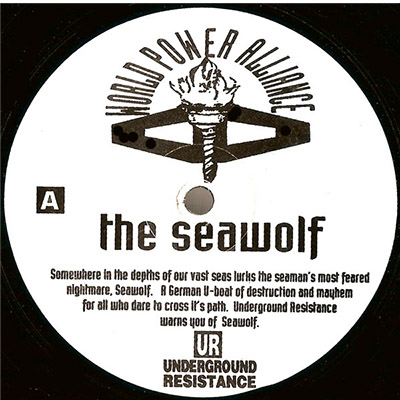 WORLD POWER ALLIANCE
A
the seawolf
Somewhere in the depths of our vast seas lurks the seaman's most feared
nightmare, Seawolf. A German U-boat of destruction and mayhem
for all who dare to cross it's path. Underground Resistance
warns you of Seawolf.
UR
UNDERGROUND
RESISTANCE